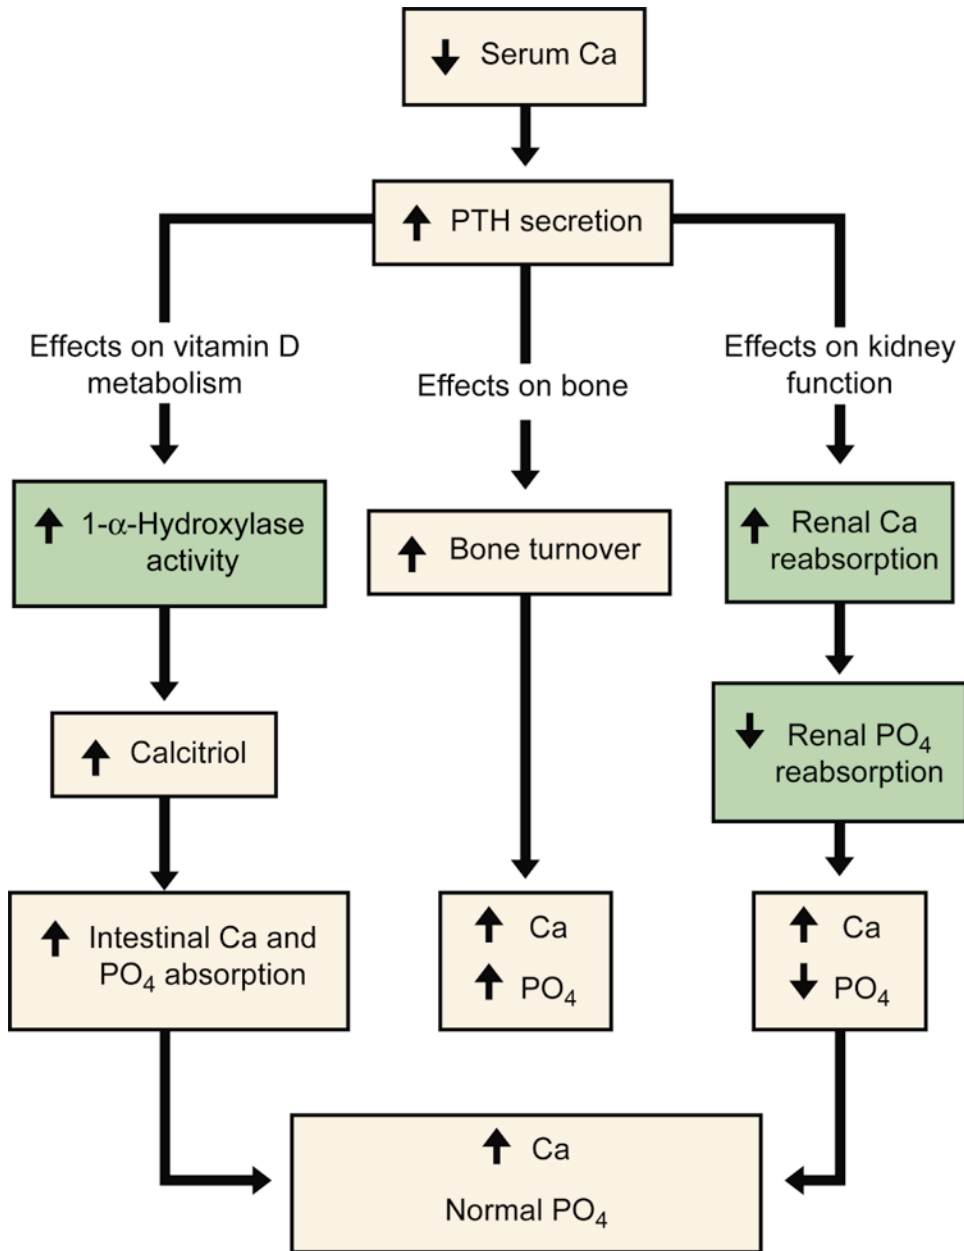 ↓ Serum Ca
↑ PTH secretion
Effects on vitamin D
metabolism
Effects on bone
Effects on kidney
function
↑ 1-α-Hydroxylase
activity
↑ Bone turnover
↑ Renal Ca
reabsorption
↑ Calcitriol
↓ Renal PO₄
reabsorption
↑ Intestinal Ca and
PO₄ absorption
↑ Ca
↑ PO₄
↑ Ca
↓ PO₄
↑ Ca
Normal PO₄